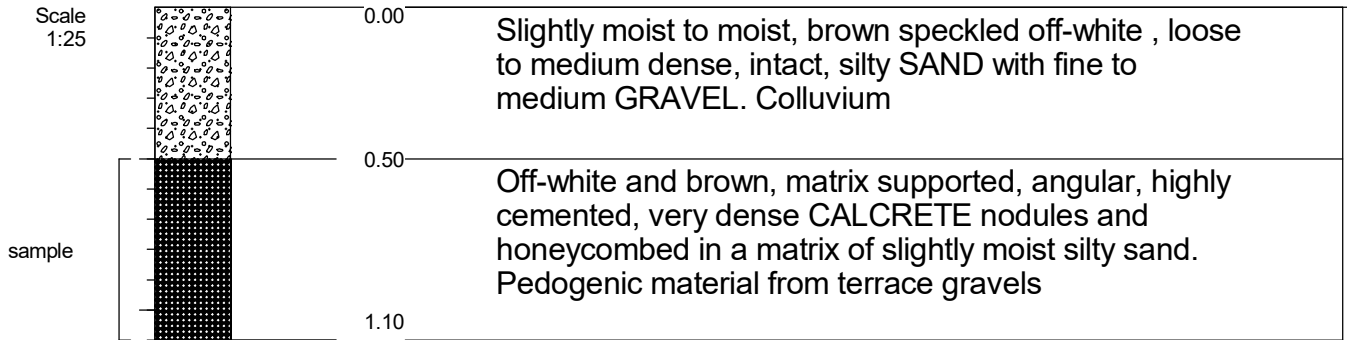 Scale
1:25
0.00
Slightly moist to moist, brown speckled off-white , loose
to medium dense, intact, silty SAND with fine to
medium GRAVEL. Colluvium
0.50
Off-white and brown, matrix supported, angular, highly
cemented, very dense CALCRETE nodules and
honeycombed in a matrix of slightly moist silty sand.
Pedogenic material from terrace gravels
sample
1.10